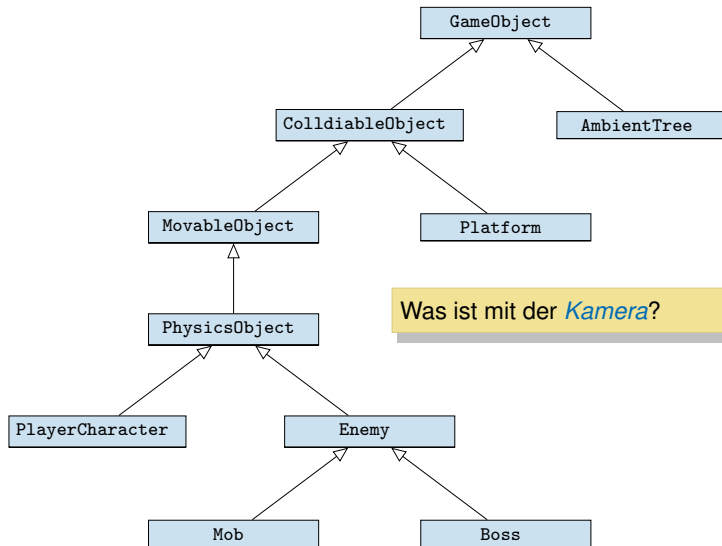 GameObject
ColldiableObject
AmbientTree
MovableObject
Platform
Was ist mit der Kamera?
PhysicsObject
PlayerCharacter
Enemy
Mob
Boss